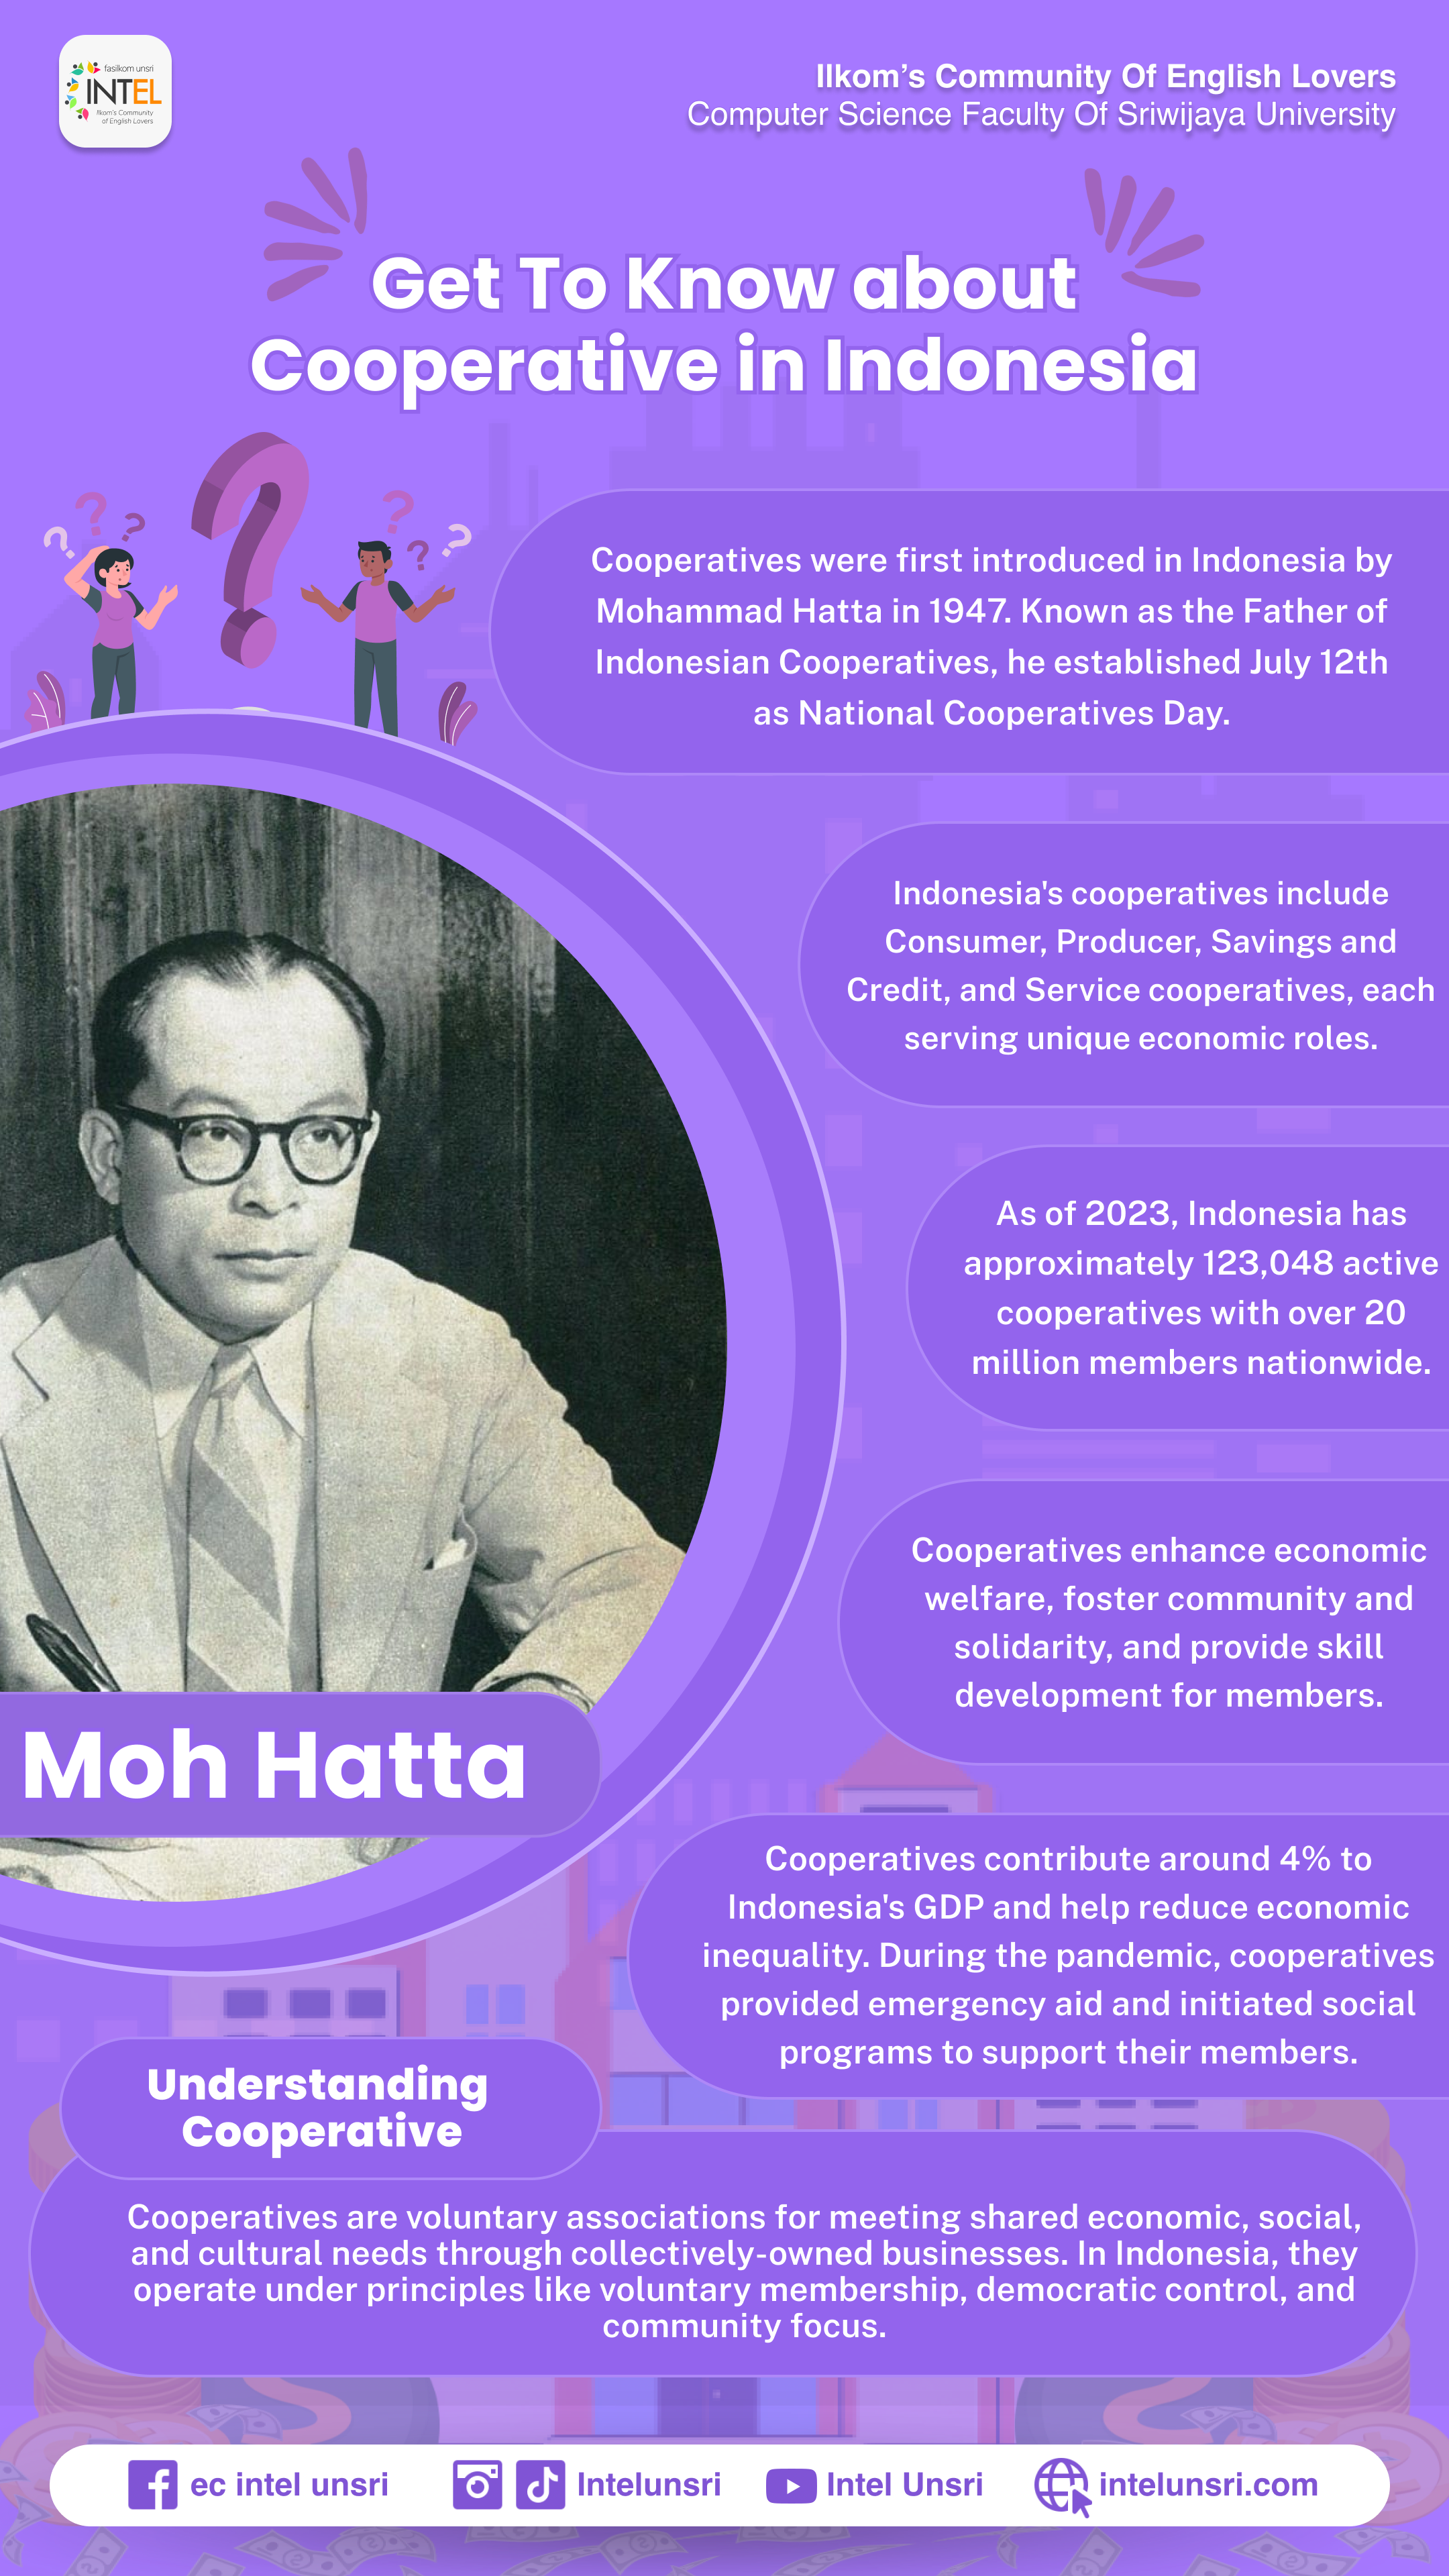 fasilkom unsri
INTEL
Ilkom's Community
of English Lovers
Ilkom's Community Of English Lovers
Computer Science Faculty Of Sriwijaya University
Get To Know about
Cooperative in Indonesia
Cooperatives were first introduced in Indonesia by
Mohammad Hatta in 1947. Known as the Father of
Indonesian Cooperatives, he established July 12th
as National Cooperatives Day.
Indonesia's cooperatives include
Consumer, Producer, Savings and
Credit, and Service cooperatives, each
serving unique economic roles.
As of 2023, Indonesia has
approximately 123,048 active
cooperatives with over 20
million members nationwide.
Cooperatives enhance economic
welfare, foster community and
solidarity, and provide skill
development for members.
Moh Hatta
Cooperatives contribute around 4% to
Indonesia's GDP and help reduce economic
inequality. During the pandemic, cooperatives
provided emergency aid and initiated social
programs to support their members.
Understanding
Cooperative
Cooperatives are voluntary associations for meeting shared economic, social,
and cultural needs through collectively-owned businesses. In Indonesia, they
operate under principles like voluntary membership, democratic control, and
community focus.
ec intel unsri
Intelunsri
Intel Unsri
intelunsri.com